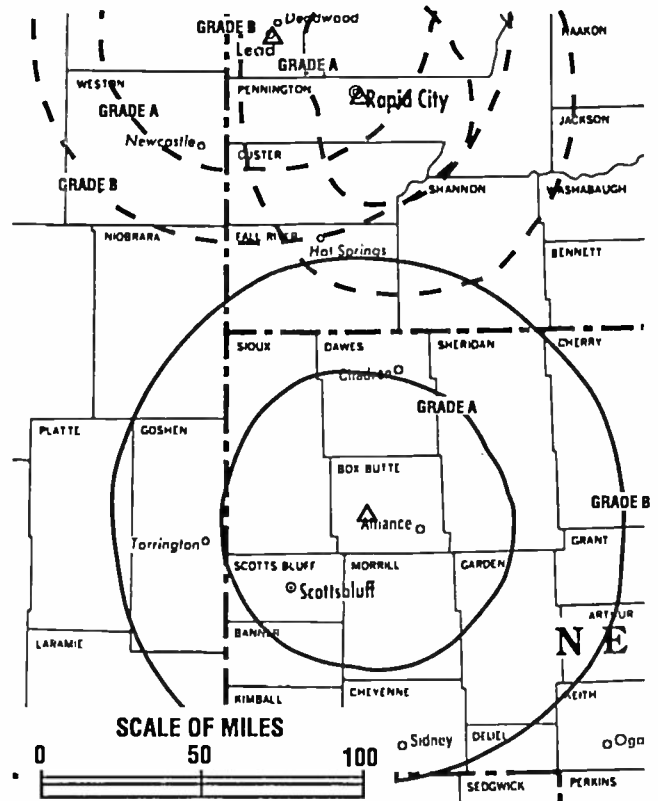 GRADE B
Deadwood
Lead
GRADE A
HAAKON
WESTON
PENNINGTON
Rapid City
GRADE A
JACKSON
Newcastle
CUSTER
GRADE B
SHANNON
WASHABAUGH
NIOBRARA
FALL RIVER
Hot Springs
BENNETT
SIOUX
DAWES
SHERIDAN
CHERRY
Chadron
GRADE A
PLATTE
GOSHEN
BOX BUTTE
GRADE B
Alliance
Torrington
GRANT
SCOTTS BLUFF
MORRILL
GARDEN
Scottsbluff
ARTHUR
BANNER
N E
LARAMIE
KIMBALL
CHEYENNE
KEITH
SCALE OF MILES
Sidney
DEUEL
Oga
0 50 100
SEDGWICK
PERKINS